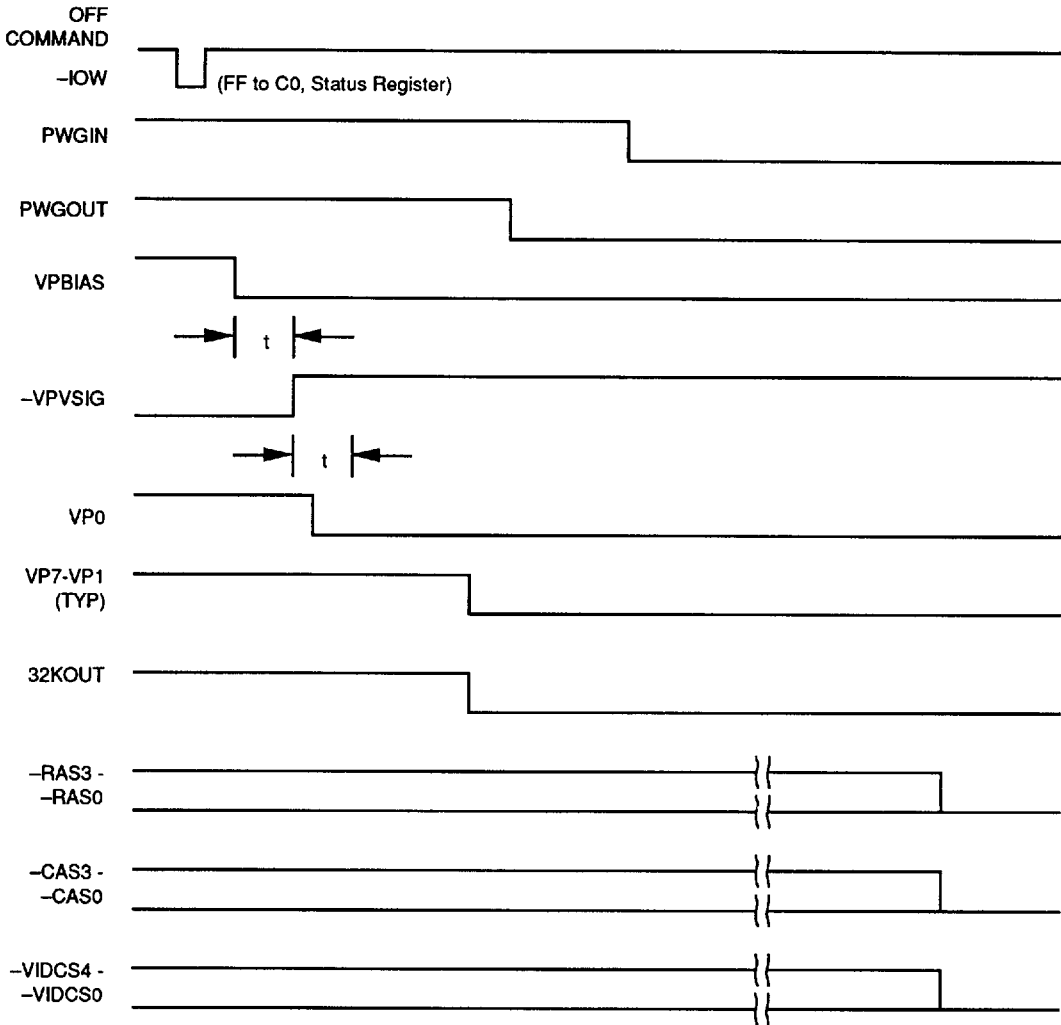 OFF
COMMAND
–IOW
(FF to C0, Status Register)
PWGIN
PWGOUT
VPBIAS
t
–VPVSIG
t
VP0
VP7-VP1
(TYP)
32KOUT
–RAS3 -
–RAS0
–CAS3 -
–CAS0
–VIDCS4 -
–VIDCS0